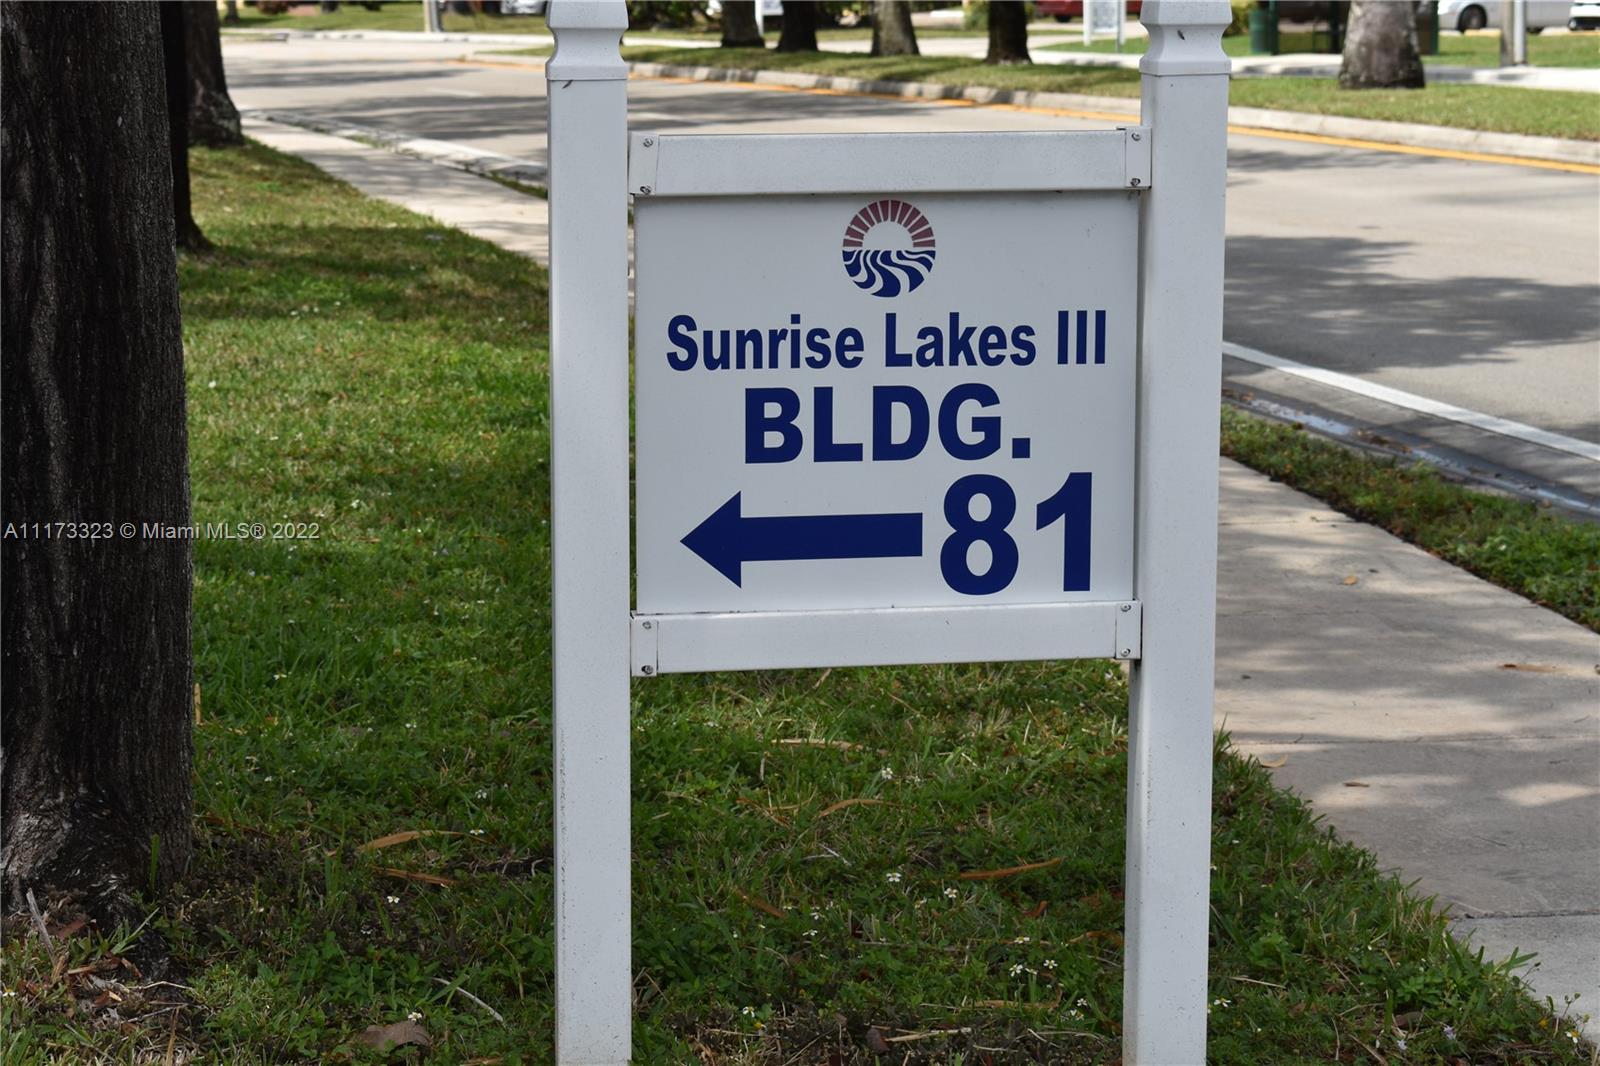 Sunrise Lakes III
BLDG.
81
A11173323 © Miami MLS® 2022